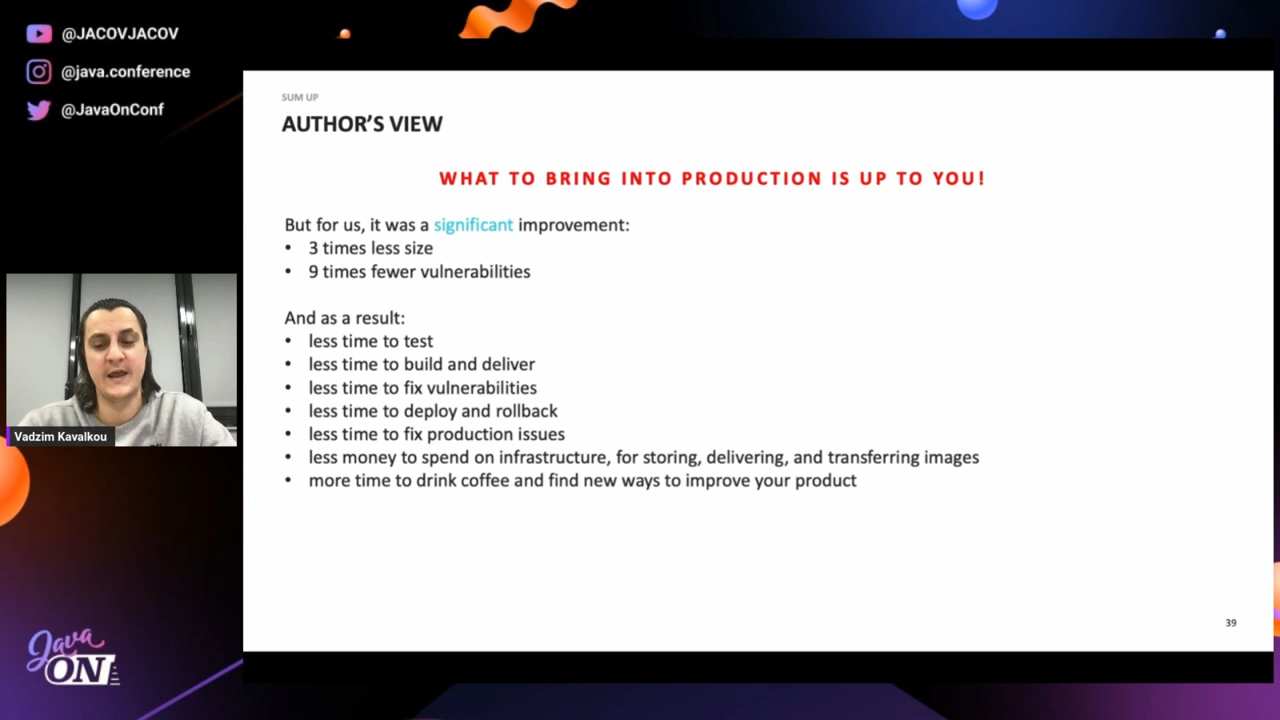 @JACOVJACOV
@java.conference
@JavaOnConf
SUM UP
AUTHOR’S VIEW
WHAT TO BRING INTO PRODUCTION IS UP TO YOU!
But for us, it was a significant improvement:
• 3 times less size
• 9 times fewer vulnerabilities
And as a result:
• less time to test
• less time to build and deliver
• less time to fix vulnerabilities
• less time to deploy and rollback
• less time to fix production issues
• less money to spend on infrastructure, for storing, delivering, and transferring images
• more time to drink coffee and find new ways to improve your product
39
Vadzim Kavalkou
Java
ON